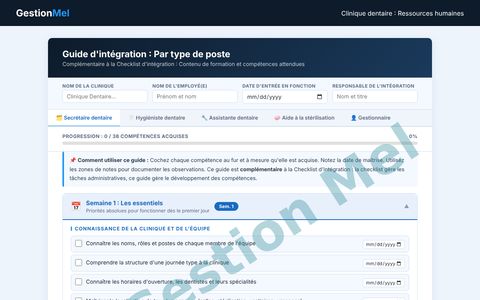 GestionMel
Clinique dentaire : Ressources humaines
Guide d'intégration : Par type de poste
Complémentaire à la Checklist d'intégration : Contenu de formation et compétences attendues
NOM DE LA CLINIQUE
NOM DE L'EMPLOYÉ(E)
DATE D'ENTRÉE EN FONCTION
RESPONSABLE DE L'INTÉGRATION
Clinique Dentaire...
Prénom et nom
mm/dd/yyyy
Nom et titre
Secrétaire dentaire
Hygiéniste dentaire
Assistante dentaire
Aide à la stérilisation
Gestionnaire
PROGRESSION : 0 / 36 COMPÉTENCES ACQUISES
0%
Comment utiliser ce guide : Cochez chaque compétence au fur et à mesure qu'elle est acquise. Notez la date de maîtrise. Utilisez
les zones de notes pour documenter les observations. Ce guide est complémentaire à la Checklist d'intégration : la checklist gère les
tâches administratives, ce guide gère le développement des compétences.
Semaine 1 : Les essentiels
Sem. 1
Priorités absolues pour fonctionner dès le premier jour
CONNAISSANCE DE LA CLINIQUE ET DE L'ÉQUIPE
Connaître les noms, rôles et postes de chaque membre de l'équipe
mm/dd/yyyy
Comprendre la structure d'une journée type à la clinique
mm/dd/yyyy
Connaître les horaires d'ouverture, les dentistes et leurs spécialités
mm/dd/yyyy
Gestion Mel